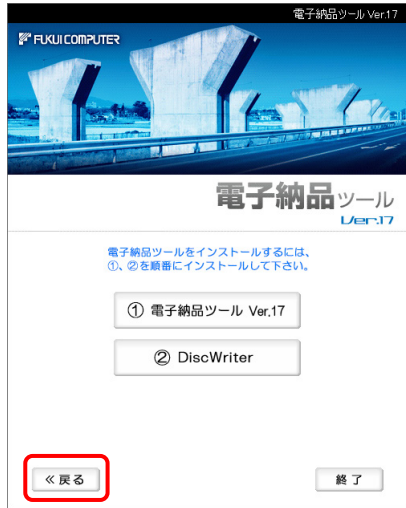 電子納品ツール Ver.17
FUKUI COMPUTER
電子納品ツール
Ver.17
電子納品ツールをインストールするには、
①、②を順番にインストールして下さい。
① 電子納品ツール Ver.17
② DiscWriter
≪戻る
終了